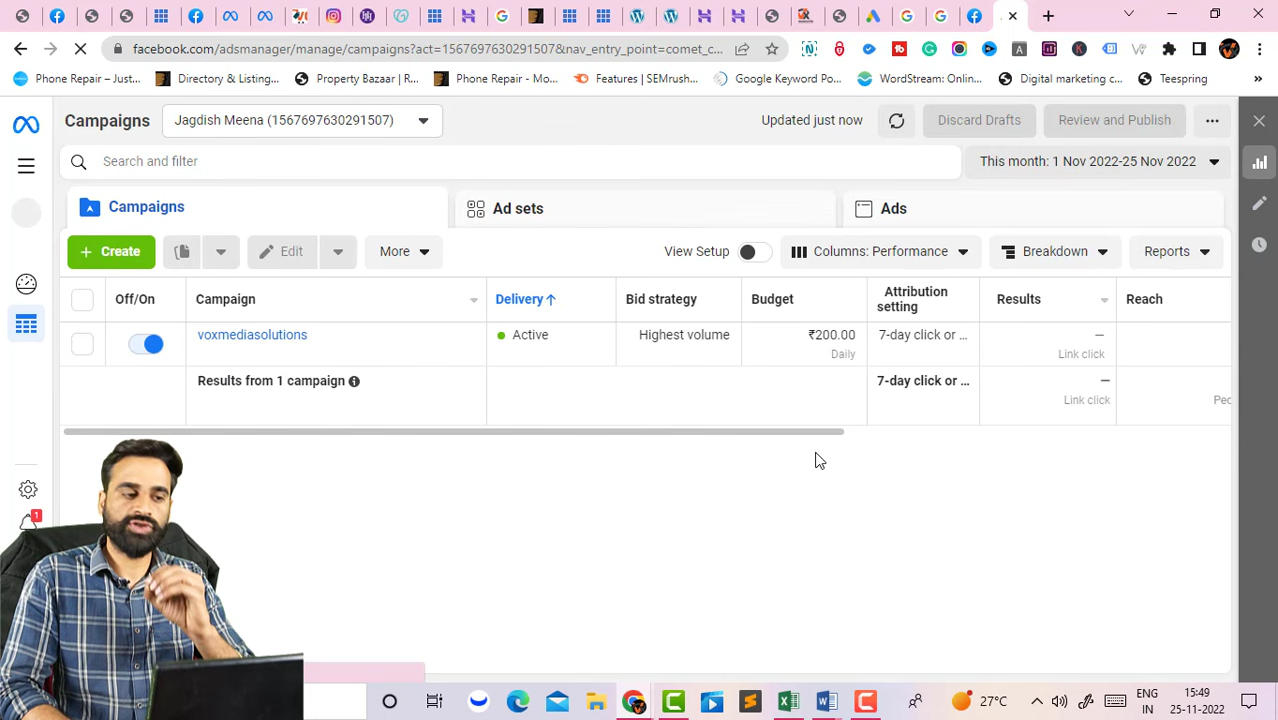 facebook.com/adsmanager/manage/campaigns?act=1567697630291507&nav_entry_point=comet_c...
Phone Repair – Just...
Directory & Listing...
Property Bazaar | R...
Phone Repair - Mo...
Features | SEMrush...
Google Keyword Po...
WordStream: Onlin...
Digital marketing c...
Teespring
Campaigns
Jagdish Meena (1567697630291507)
Updated just now
Discard Drafts
Review and Publish
Search and filter
This month: 1 Nov 2022-25 Nov 2022
Campaigns
Ad sets
Ads
+ Create
Edit
More
View Setup
Columns: Performance
Breakdown
Reports
Off/On
Campaign
Delivery ↑
Bid strategy
Budget
Attribution
setting
Results
Reach
voxmediasolutions
Active
Highest volume
₹200.00
Daily
7-day click or ...
—
Link click
Results from 1 campaign
7-day click or ...
—
Link click
Pec
1
27°C
ENG
IN
15:49
25-11-2022